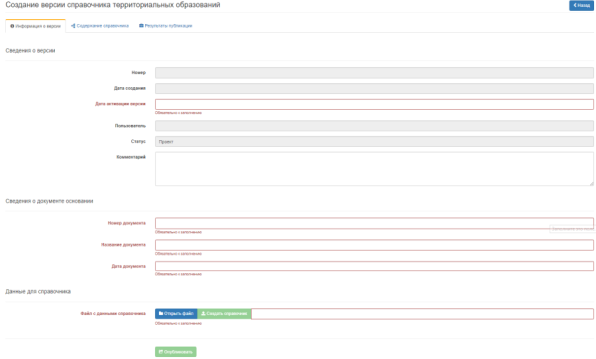 Создание версии справочника территориальных образований
Назад
Информация о версии
Содержание справочника
Результаты публикации
Сведения о версии
Номер
Дата создания
Дата активации версии
Обязательно к заполнению
Пользователь
Статус
Проект
Комментарий
Сведения о документе основании
Номер документа
Обязательно к заполнению
Название документа
Обязательно к заполнению
Дата документа
Обязательно к заполнению
Данные для справочника
Файл с данными справочника
Открыть файл
Создать справочник
Обязательно к заполнению
Опубликовать